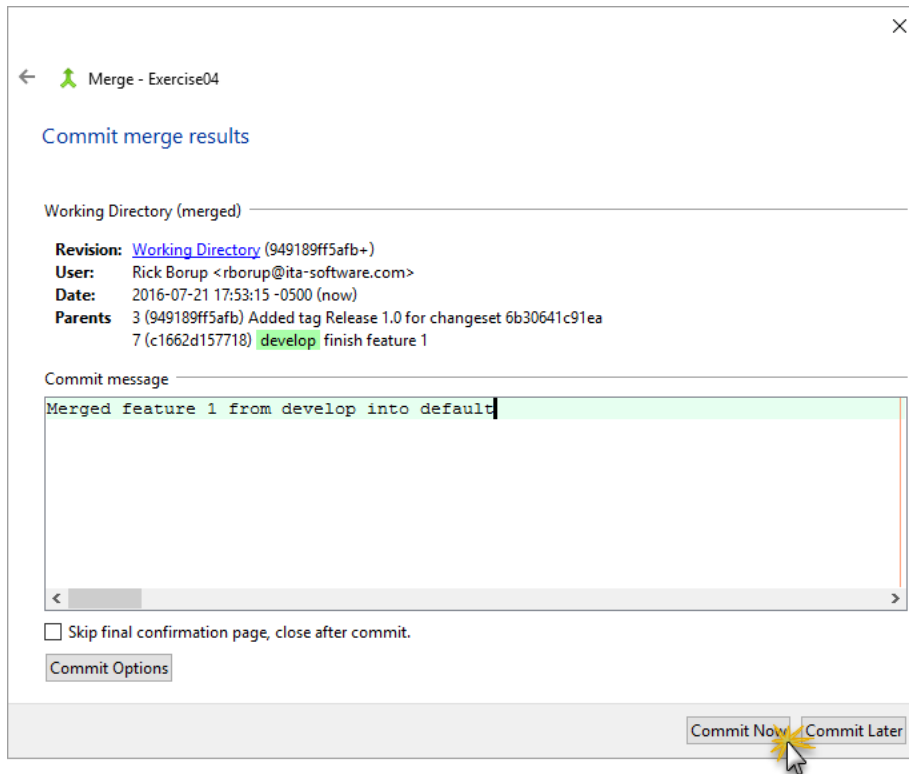 Merge - Exercise04
Commit merge results
Working Directory (merged)
Revision: Working Directory (949189ff5afb+)
User: Rick Borup <rborup@ita-software.com>
Date: 2016-07-21 17:53:15 -0500 (now)
Parents 3 (949189ff5afb) Added tag Release 1.0 for changeset 6b30641c91ea
7 (c1662d157718) develop finish feature 1
Commit message
Merged feature 1 from develop into default
Skip final confirmation page, close after commit.
Commit Options
Commit Now Commit Later